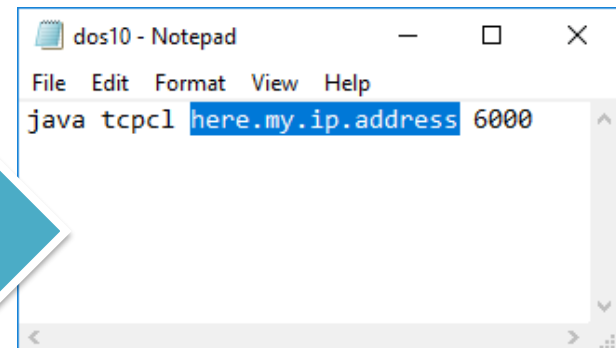 dos10 - Notepad
File Edit Format View Help
java tcpcl here.my.ip.address 6000